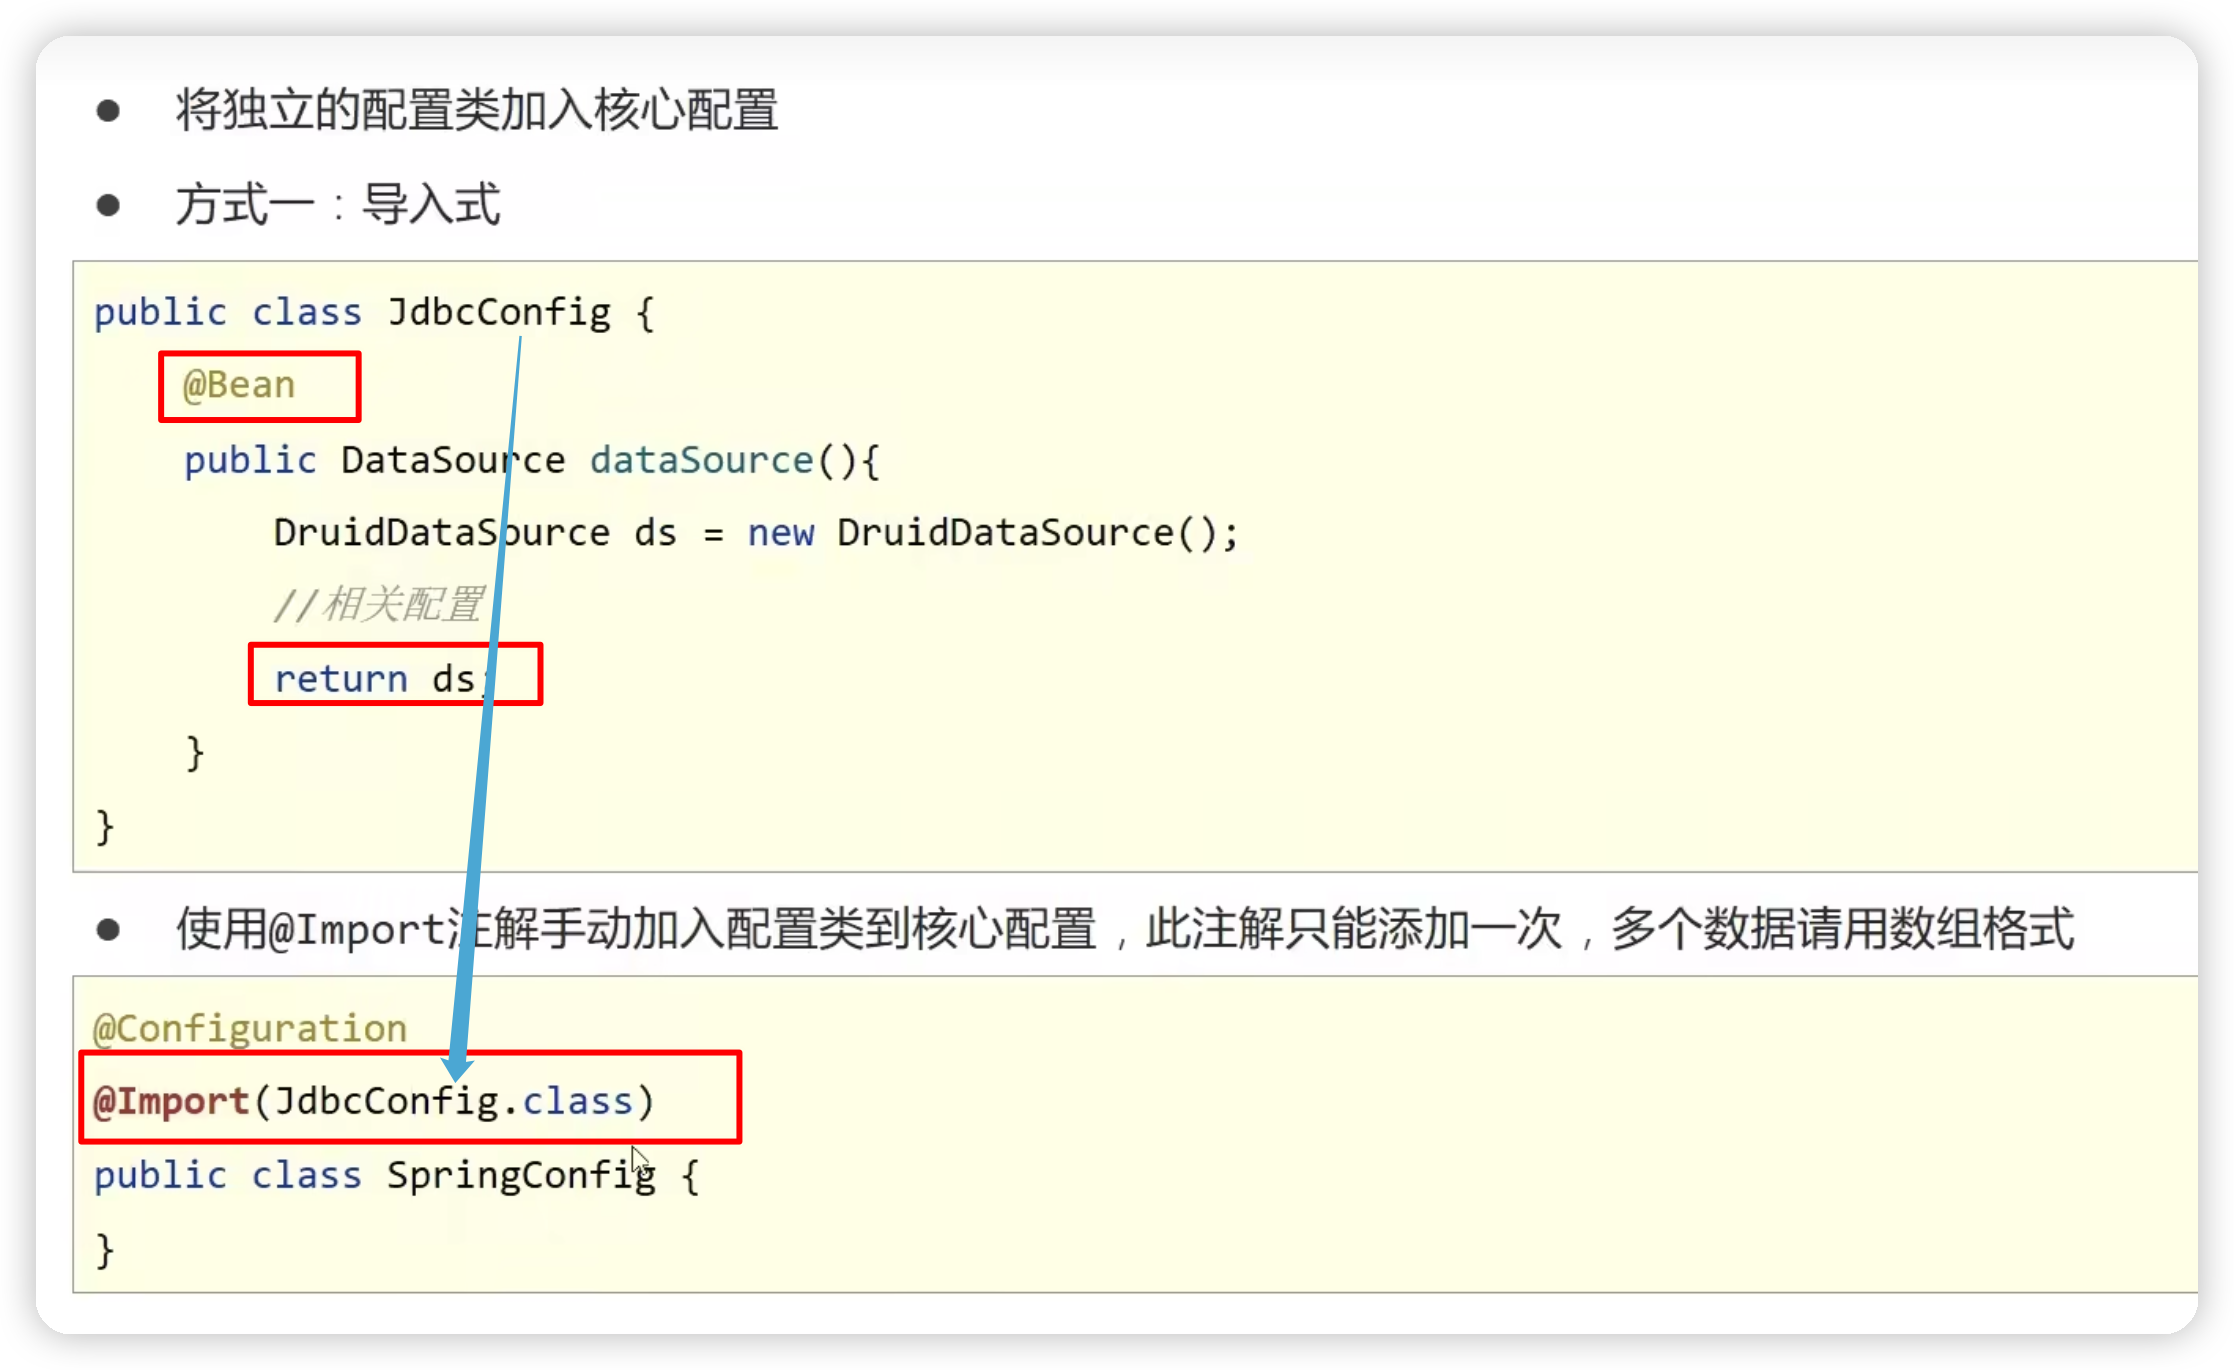 ● 将独立的配置类加入核心配置
● 方式一：导入式
public class JdbcConfig {
@Bean
public DataSource dataSource(){
DruidDataSource ds = new DruidDataSource();
//相关配置
return ds;
}
}
● 使用@Import注解手动加入配置类到核心配置，此注解只能添加一次，多个数据请用数组格式
@Configuration
@Import(JdbcConfig.class)
public class SpringConfig {
}